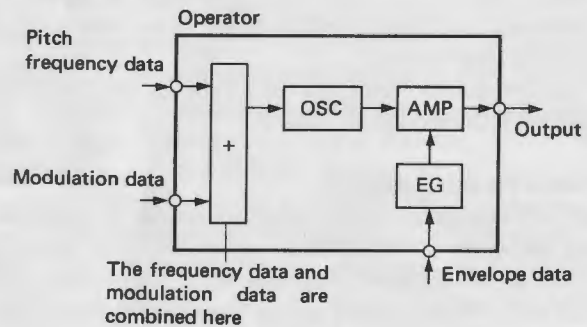 Operator
Pitch
frequency data
OSC
AMP
+
Output
Modulation data
EG
The frequency data and
modulation data are
combined here
Envelope data